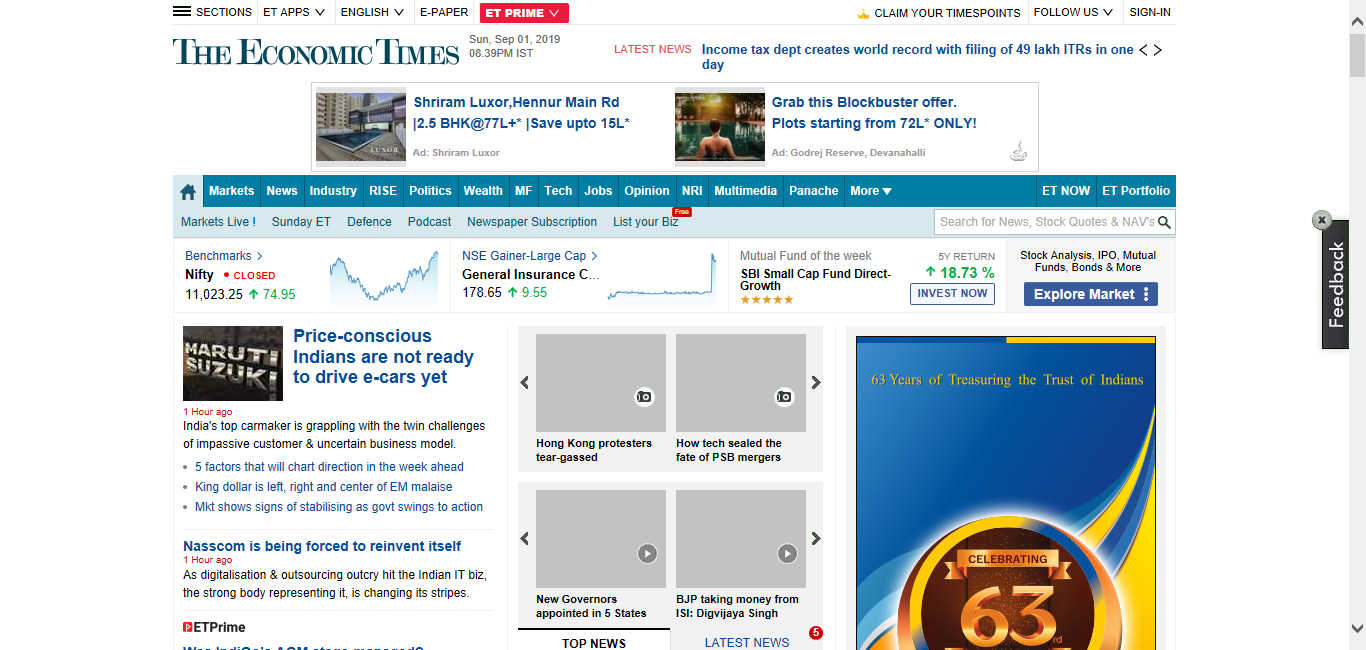 SECTIONS ET APPS ENGLISH E-PAPER ET PRIME CLAIM YOUR TIMESPOINTS FOLLOW US SIGN-IN
THE ECONOMIC TIMES
Sun, Sep 01, 2019
08.39PM IST
LATEST NEWS
Income tax dept creates world record with filing of 49 lakh ITRs in one
day
Shriram Luxor,Hennur Main Rd
|2.5 BHK@77L+* |Save upto 15L*
Ad: Shriram Luxor
LUXOR
Grab this Blockbuster offer.
Plots starting from 72L* ONLY!
Ad: Godrej Reserve, Devanahalli
Markets News Industry RISE Politics Wealth MF Tech Jobs Opinion NRI Multimedia Panache More ET NOW ET Portfolio
Markets Live ! Sunday ET Defence Podcast Newspaper Subscription List your Biz Free
Search for News, Stock Quotes & NAV's
x
Feedback
Benchmarks
Nifty CLOSED
11,023.25 74.95
NSE Gainer-Large Cap
General Insurance C...
178.65 9.55
Mutual Fund of the week
SBI Small Cap Fund Direct-
Growth
★★★★★
5Y RETURN
18.73 %
INVEST NOW
Stock Analysis, IPO, Mutual
Funds, Bonds & More
Explore Market
MARUTI
SUZUKI
Price-conscious
Indians are not ready
to drive e-cars yet
1 Hour ago
India's top carmaker is grappling with the twin challenges
of impassive customer & uncertain business model.
5 factors that will chart direction in the week ahead
King dollar is left, right and center of EM malaise
Mkt shows signs of stabilising as govt swings to action
Nasscom is being forced to reinvent itself
1 Hour ago
As digitalisation & outsourcing outcry hit the Indian IT biz,
the strong body representing it, is changing its stripes.
ETPrime
Was IndiGo's AGM stage-managed?
Hong Kong protesters
tear-gassed
How tech sealed the
fate of PSB mergers
New Governors
appointed in 5 States
BJP taking money from
ISI: Digvijaya Singh
TOP NEWS
LATEST NEWS 5
63 Years of Treasuring the Trust of Indians
CELEBRATING
63rd